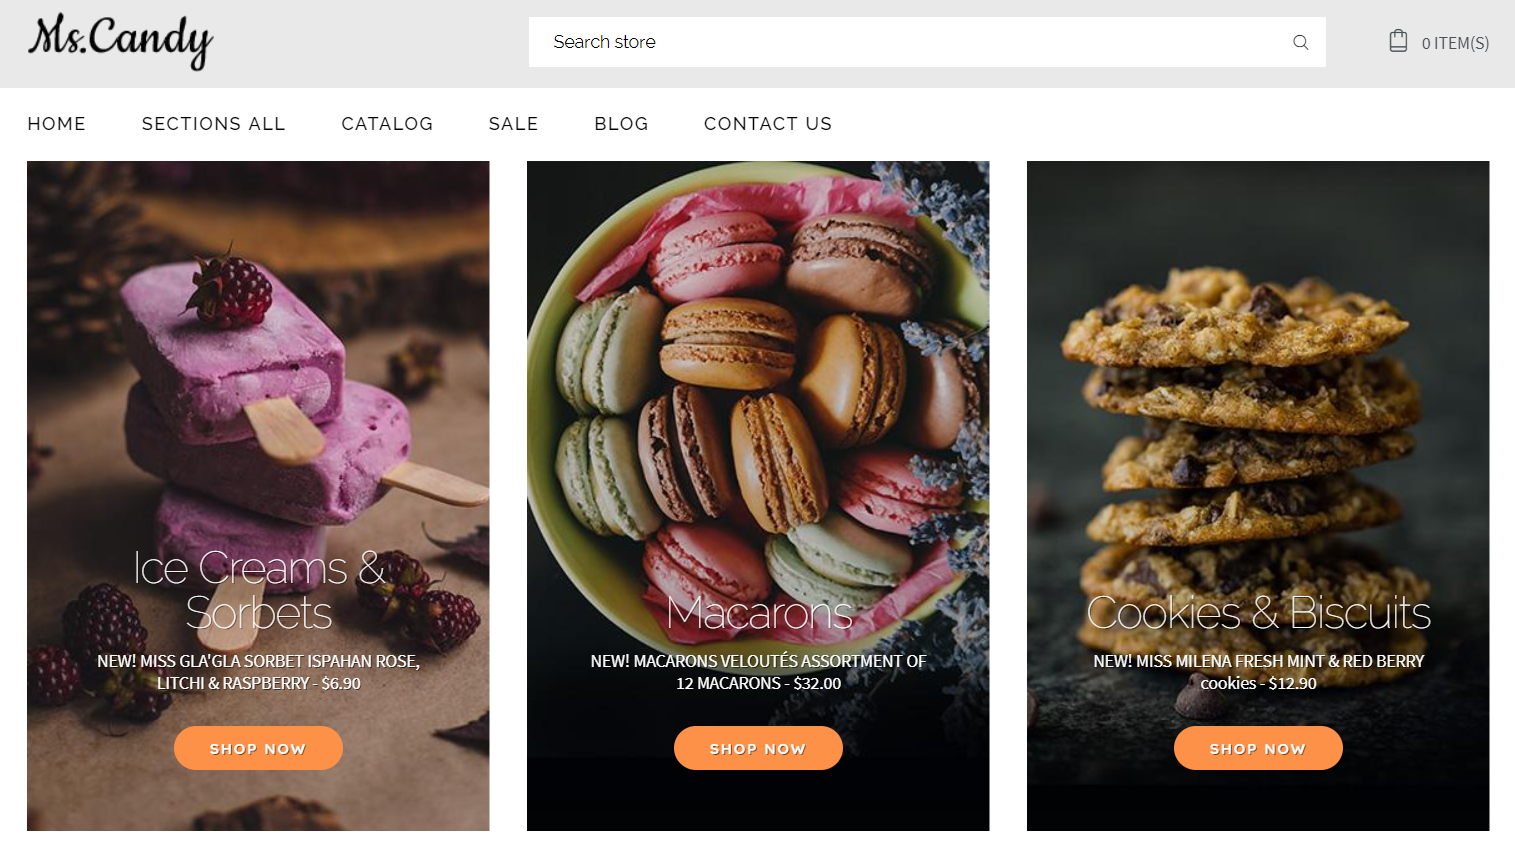 Ms.Candy
Search store
0 ITEM(S)
HOME
SECTIONS ALL
CATALOG
SALE
BLOG
CONTACT US
Ice Creams &
Sorbets
NEW! MISS GLA'GLA SORBET ISPAHAN ROSE,
LITCHI & RASPBERRY - $6.90
SHOP NOW
Macarons
NEW! MACARONS VELOUTÉS ASSORTMENT OF
12 MACARONS - $32.00
SHOP NOW
Cookies & Biscuits
NEW! MISS MILENA FRESH MINT & RED BERRY
cookies - $12.90
SHOP NOW